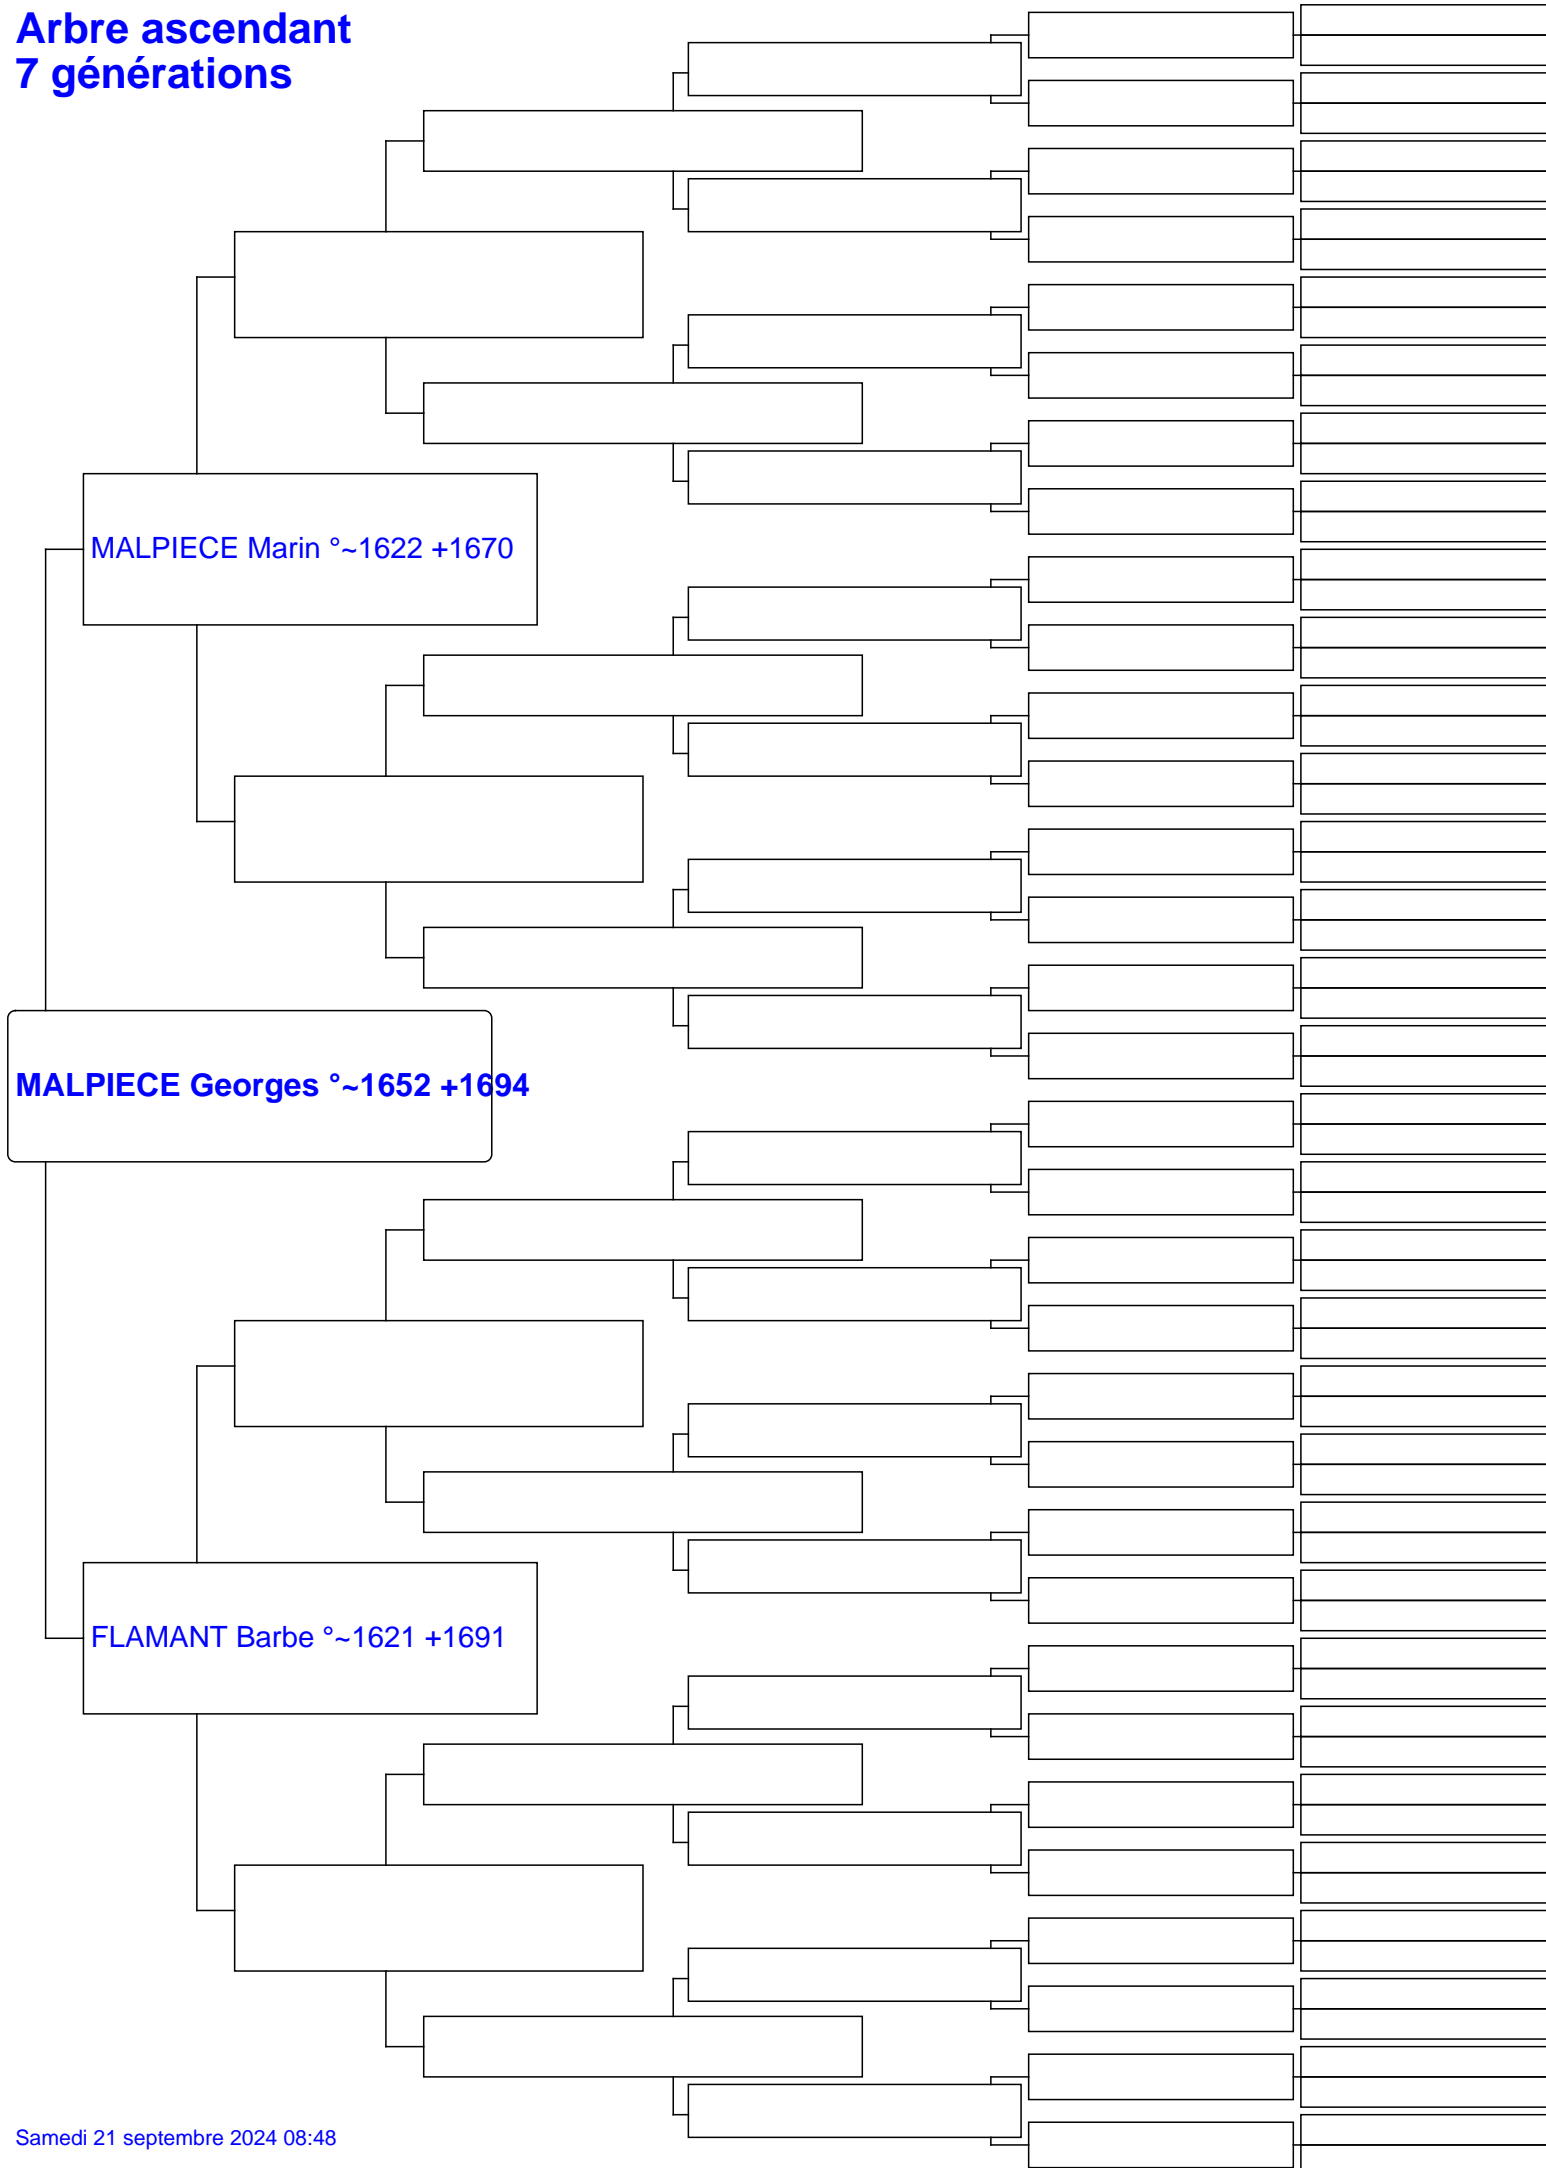 Arbre ascendant
7 générations
MALPIECE Marin °~1622 +1670
MALPIECE Georges °~1652 +1694
FLAMANT Barbe °~1621 +1691
Samedi 21 septembre 2024 08:48